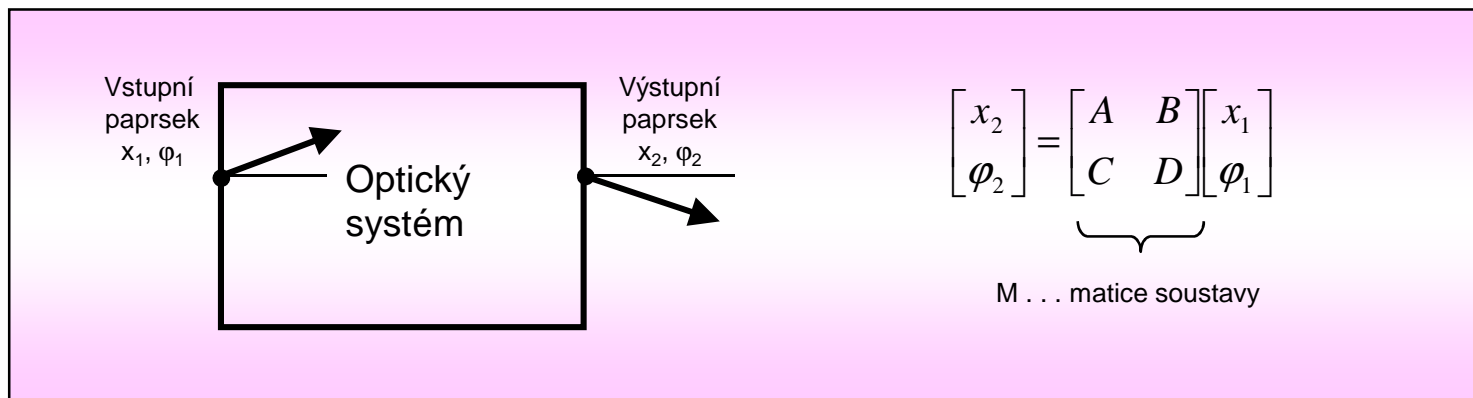 Vstupní
paprsek
x₁, φ₁
Optický
systém
Výstupní
paprsek
x₂, φ₂
[x₂ φ₂] = [A B C D] [x₁ φ₁]
M . . . matice soustavy